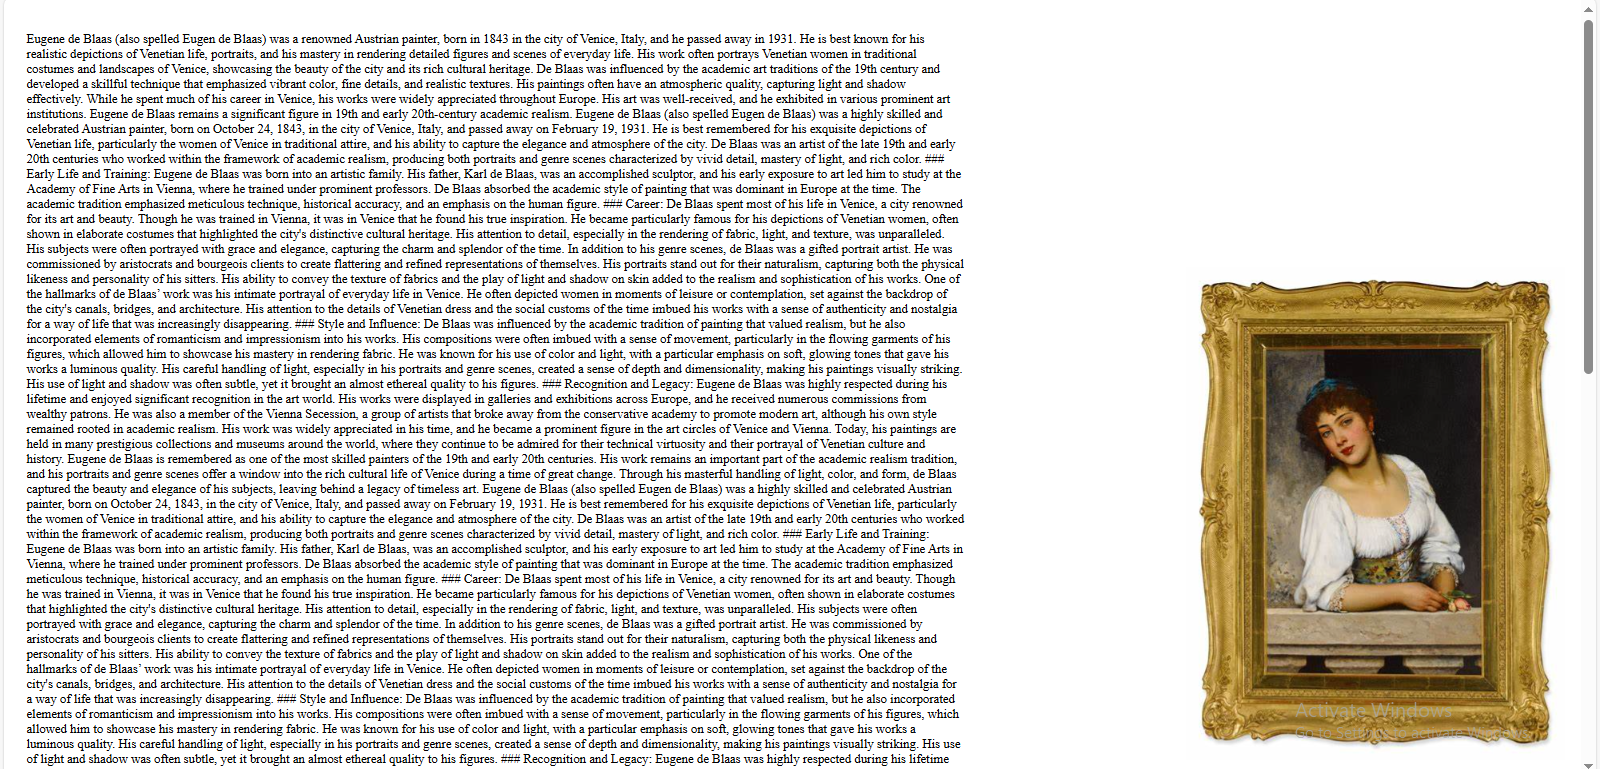 Eugene de Blaas (also spelled Eugen de Blaas) was a renowned Austrian painter, born in 1843 in the city of Venice, Italy, and he passed away in 1931. He is best known for his
realistic depictions of Venetian life, portraits, and his mastery in rendering detailed figures and scenes of everyday life. His work often portrays Venetian women in traditional
costumes and landscapes of Venice, showcasing the beauty of the city and its rich cultural heritage. De Blaas was influenced by the academic art traditions of the 19th century and
developed a skillful technique that emphasized vibrant color, fine details, and realistic textures. His paintings often have an atmospheric quality, capturing light and shadow
effectively. While he spent much of his career in Venice, his works were widely appreciated throughout Europe. His art was well-received, and he exhibited in various prominent art
institutions. Eugene de Blaas remains a significant figure in 19th and early 20th-century academic realism. Eugene de Blaas (also spelled Eugen de Blaas) was a highly skilled and
celebrated Austrian painter, born on October 24, 1843, in the city of Venice, Italy, and passed away on February 19, 1931. He is best remembered for his exquisite depictions of
Venetian life, particularly the women of Venice in traditional attire, and his ability to capture the elegance and atmosphere of the city. De Blaas was an artist of the late 19th and early
20th centuries who worked within the framework of academic realism, producing both portraits and genre scenes characterized by vivid detail, mastery of light, and rich color. ###
Early Life and Training: Eugene de Blaas was born into an artistic family. His father, Karl de Blaas, was an accomplished sculptor, and his early exposure to art led him to study at the
Academy of Fine Arts in Vienna, where he trained under prominent professors. De Blaas absorbed the academic style of painting that was dominant in Europe at the time. The
academic tradition emphasized meticulous technique, historical accuracy, and an emphasis on the human figure. ### Career: De Blaas spent most of his life in Venice, a city renowned
for its art and beauty. Though he was trained in Vienna, it was in Venice that he found his true inspiration. He became particularly famous for his depictions of Venetian women, often
shown in elaborate costumes that highlighted the city's distinctive cultural heritage. His attention to detail, especially in the rendering of fabric, light, and texture, was unparalleled.
His subjects were often portrayed with grace and elegance, capturing the charm and splendor of the time. In addition to his genre scenes, de Blaas was a gifted portrait artist. He was
commissioned by aristocrats and bourgeois clients to create flattering and refined representations of themselves. His portraits stand out for their naturalism, capturing both the physical
likeness and personality of his sitters. His ability to convey the texture of fabrics and the play of light and shadow on skin added to the realism and sophistication of his works. One of
the hallmarks of de Blaas’ work was his intimate portrayal of everyday life in Venice. He often depicted women in moments of leisure or contemplation, set against the backdrop of
the city's canals, bridges, and architecture. His attention to the details of Venetian dress and the social customs of the time imbued his works with a sense of authenticity and nostalgia
for a way of life that was increasingly disappearing. ### Style and Influence: De Blaas was influenced by the academic tradition of painting that valued realism, but he also
incorporated elements of romanticism and impressionism into his works. His compositions were often imbued with a sense of movement, particularly in the flowing garments of his
figures, which allowed him to showcase his mastery in rendering fabric. He was known for his use of color and light, with a particular emphasis on soft, glowing tones that gave his
works a luminous quality. His careful handling of light, especially in his portraits and genre scenes, created a sense of depth and dimensionality, making his paintings visually striking.
His use of light and shadow was often subtle, yet it brought an almost ethereal quality to his figures. ### Recognition and Legacy: Eugene de Blaas was highly respected during his
lifetime and enjoyed significant recognition in the art world. His works were displayed in galleries and exhibitions across Europe, and he received numerous commissions from
wealthy patrons. He was also a member of the Vienna Secession, a group of artists that broke away from the conservative academy to promote modern art, although his own style
remained rooted in academic realism. His work was widely appreciated in his time, and he became a prominent figure in the art circles of Venice and Vienna. Today, his paintings are
held in many prestigious collections and museums around the world, where they continue to be admired for their technical virtuosity and their portrayal of Venetian culture and
history. Eugene de Blaas is remembered as one of the most skilled painters of the 19th and early 20th centuries. His work remains an important part of the academic realism tradition,
and his portraits and genre scenes offer a window into the rich cultural life of Venice during a time of great change. Through his masterful handling of light, color, and form, de Blaas
captured the beauty and elegance of his subjects, leaving behind a legacy of timeless art. Eugene de Blaas (also spelled Eugen de Blaas) was a highly skilled and celebrated Austrian
painter, born on October 24, 1843, in the city of Venice, Italy, and passed away on February 19, 1931. He is best remembered for his exquisite depictions of Venetian life, particularly
the women of Venice in traditional attire, and his ability to capture the elegance and atmosphere of the city. De Blaas was an artist of the late 19th and early 20th centuries who worked
within the framework of academic realism, producing both portraits and genre scenes characterized by vivid detail, mastery of light, and rich color. ### Early Life and Training:
Eugene de Blaas was born into an artistic family. His father, Karl de Blaas, was an accomplished sculptor, and his early exposure to art led him to study at the Academy of Fine Arts in
Vienna, where he trained under prominent professors. De Blaas absorbed the academic style of painting that was dominant in Europe at the time. The academic tradition emphasized
meticulous technique, historical accuracy, and an emphasis on the human figure. ### Career: De Blaas spent most of his life in Venice, a city renowned for its art and beauty. Though
he was trained in Vienna, it was in Venice that he found his true inspiration. He became particularly famous for his depictions of Venetian women, often shown in elaborate costumes
that highlighted the city's distinctive cultural heritage. His attention to detail, especially in the rendering of fabric, light, and texture, was unparalleled. His subjects were often
portrayed with grace and elegance, capturing the charm and splendor of the time. In addition to his genre scenes, de Blaas was a gifted portrait artist. He was commissioned by
aristocrats and bourgeois clients to create flattering and refined representations of themselves. His portraits stand out for their naturalism, capturing both the physical likeness and
personality of his sitters. His ability to convey the texture of fabrics and the play of light and shadow on skin added to the realism and sophistication of his works. One of the
hallmarks of de Blaas’ work was his intimate portrayal of everyday life in Venice. He often depicted women in moments of leisure or contemplation, set against the backdrop of the
city's canals, bridges, and architecture. His attention to the details of Venetian dress and the social customs of the time imbued his works with a sense of authenticity and nostalgia for
a way of life that was increasingly disappearing. ### Style and Influence: De Blaas was influenced by the academic tradition of painting that valued realism, but he also incorporated
elements of romanticism and impressionism into his works. His compositions were often imbued with a sense of movement, particularly in the flowing garments of his figures, which
allowed him to showcase his mastery in rendering fabric. He was known for his use of color and light, with a particular emphasis on soft, glowing tones that gave his works a
luminous quality. His careful handling of light, especially in his portraits and genre scenes, created a sense of depth and dimensionality, making his paintings visually striking. His use
of light and shadow was often subtle, yet it brought an almost ethereal quality to his figures. ### Recognition and Legacy: Eugene de Blaas was highly respected during his lifetime
Activate Windows